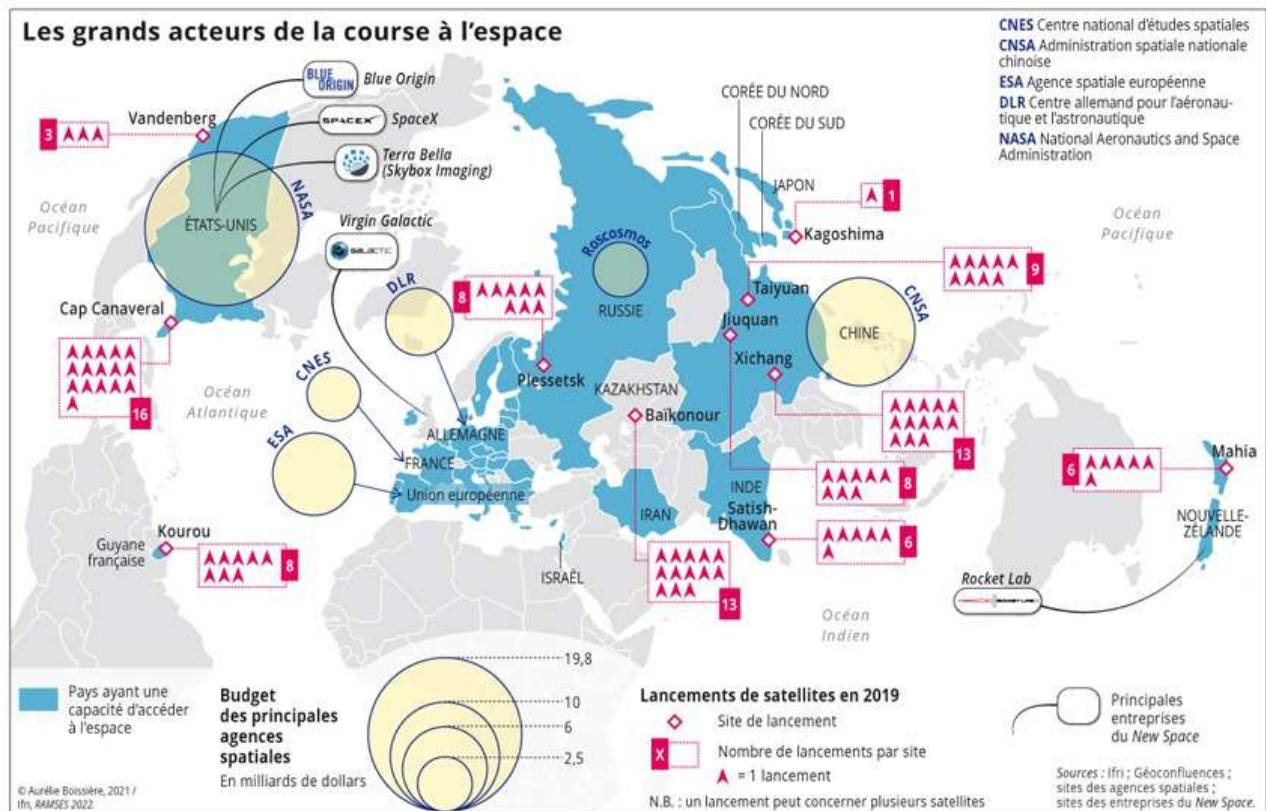 Les grands acteurs de la course à l'espace
CNES Centre national d'études spatiales
CNSA Administration spatiale nationale
chinoise
ESA Agence spatiale européenne
DLR Centre allemand pour l'aéronau-
tique et l'astronautique
NASA National Aeronautics and Space
Administration
BLUE
ORIGIN
Blue Origin
SPACEX
SpaceX
Terra Bella
(Skybox Imaging)
Virgin Galactic
GALACTIC
3
Vandenberg
NASA
ÉTATS-UNIS
Océan
Pacifique
Cap Canaveral
16
Océan
Atlantique
CORÉE DU NORD
CORÉE DU SUD
JAPON
1
Kagoshima
Océan
Pacifique
Roscosmos
RUSSIE
DLR
8
Plessetsk
9
Taiyuan
Jiuquan
CNSA
CHINE
Xichang
13
CNES
ESA
KAZAKHSTAN
Baïkonour
ALLEMAGNE
FRANCE
Union européenne
8
6
Mahia
NOUVELLE-
ZÉLANDE
INDE
Satish-
Dhawan
6
IRAN
ISRAËL
13
Kourou
Guyane
française
8
Rocket Lab
Océan
Indien
Pays ayant une
capacité d'accéder
à l'espace
Budget
des principales
agences
spatiales
En milliards de dollars
19,8
10
6
2,5
Lancements de satellites en 2019
Site de lancement
X
Nombre de lancements par site
= 1 lancement
N.B. : un lancement peut concerner plusieurs satellites
Principales
entreprises
du New Space
Sources : Ifri ; Géoconfluences ;
sites des agences spatiales ;
sites des entreprises du New Space.
© Aurélie Boissière, 2021 /
Ifri, RAMSES 2022.